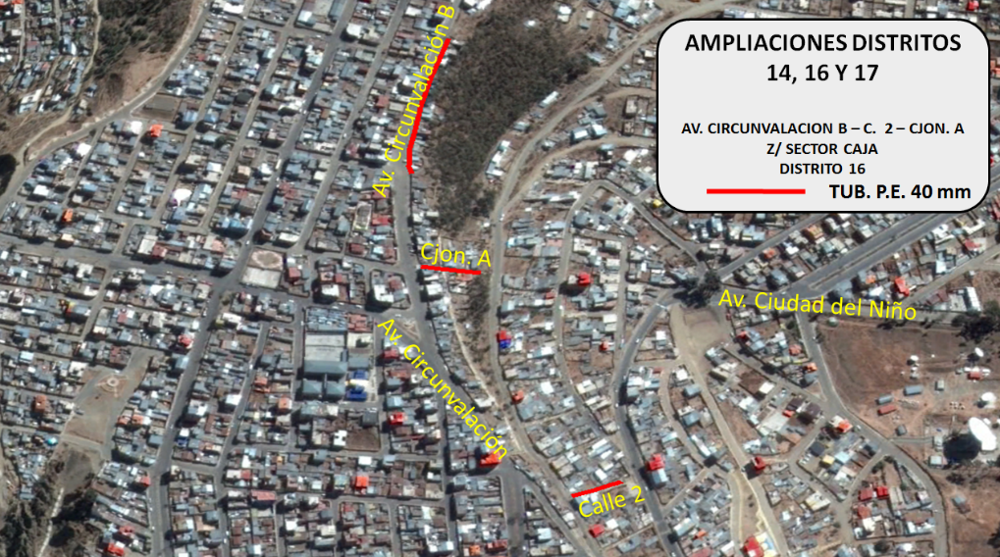 AMPLIACIONES DISTRITOS
14, 16 Y 17
AV. CIRCUNVALACION B – C. 2 – CJON. A
Z/ SECTOR CAJA
DISTRITO 16
TUB. P.E. 40 mm
Av. Circunvalación B
Cjon. A
Av. Ciudad del Niño
Av. Circunvalación
Calle 2